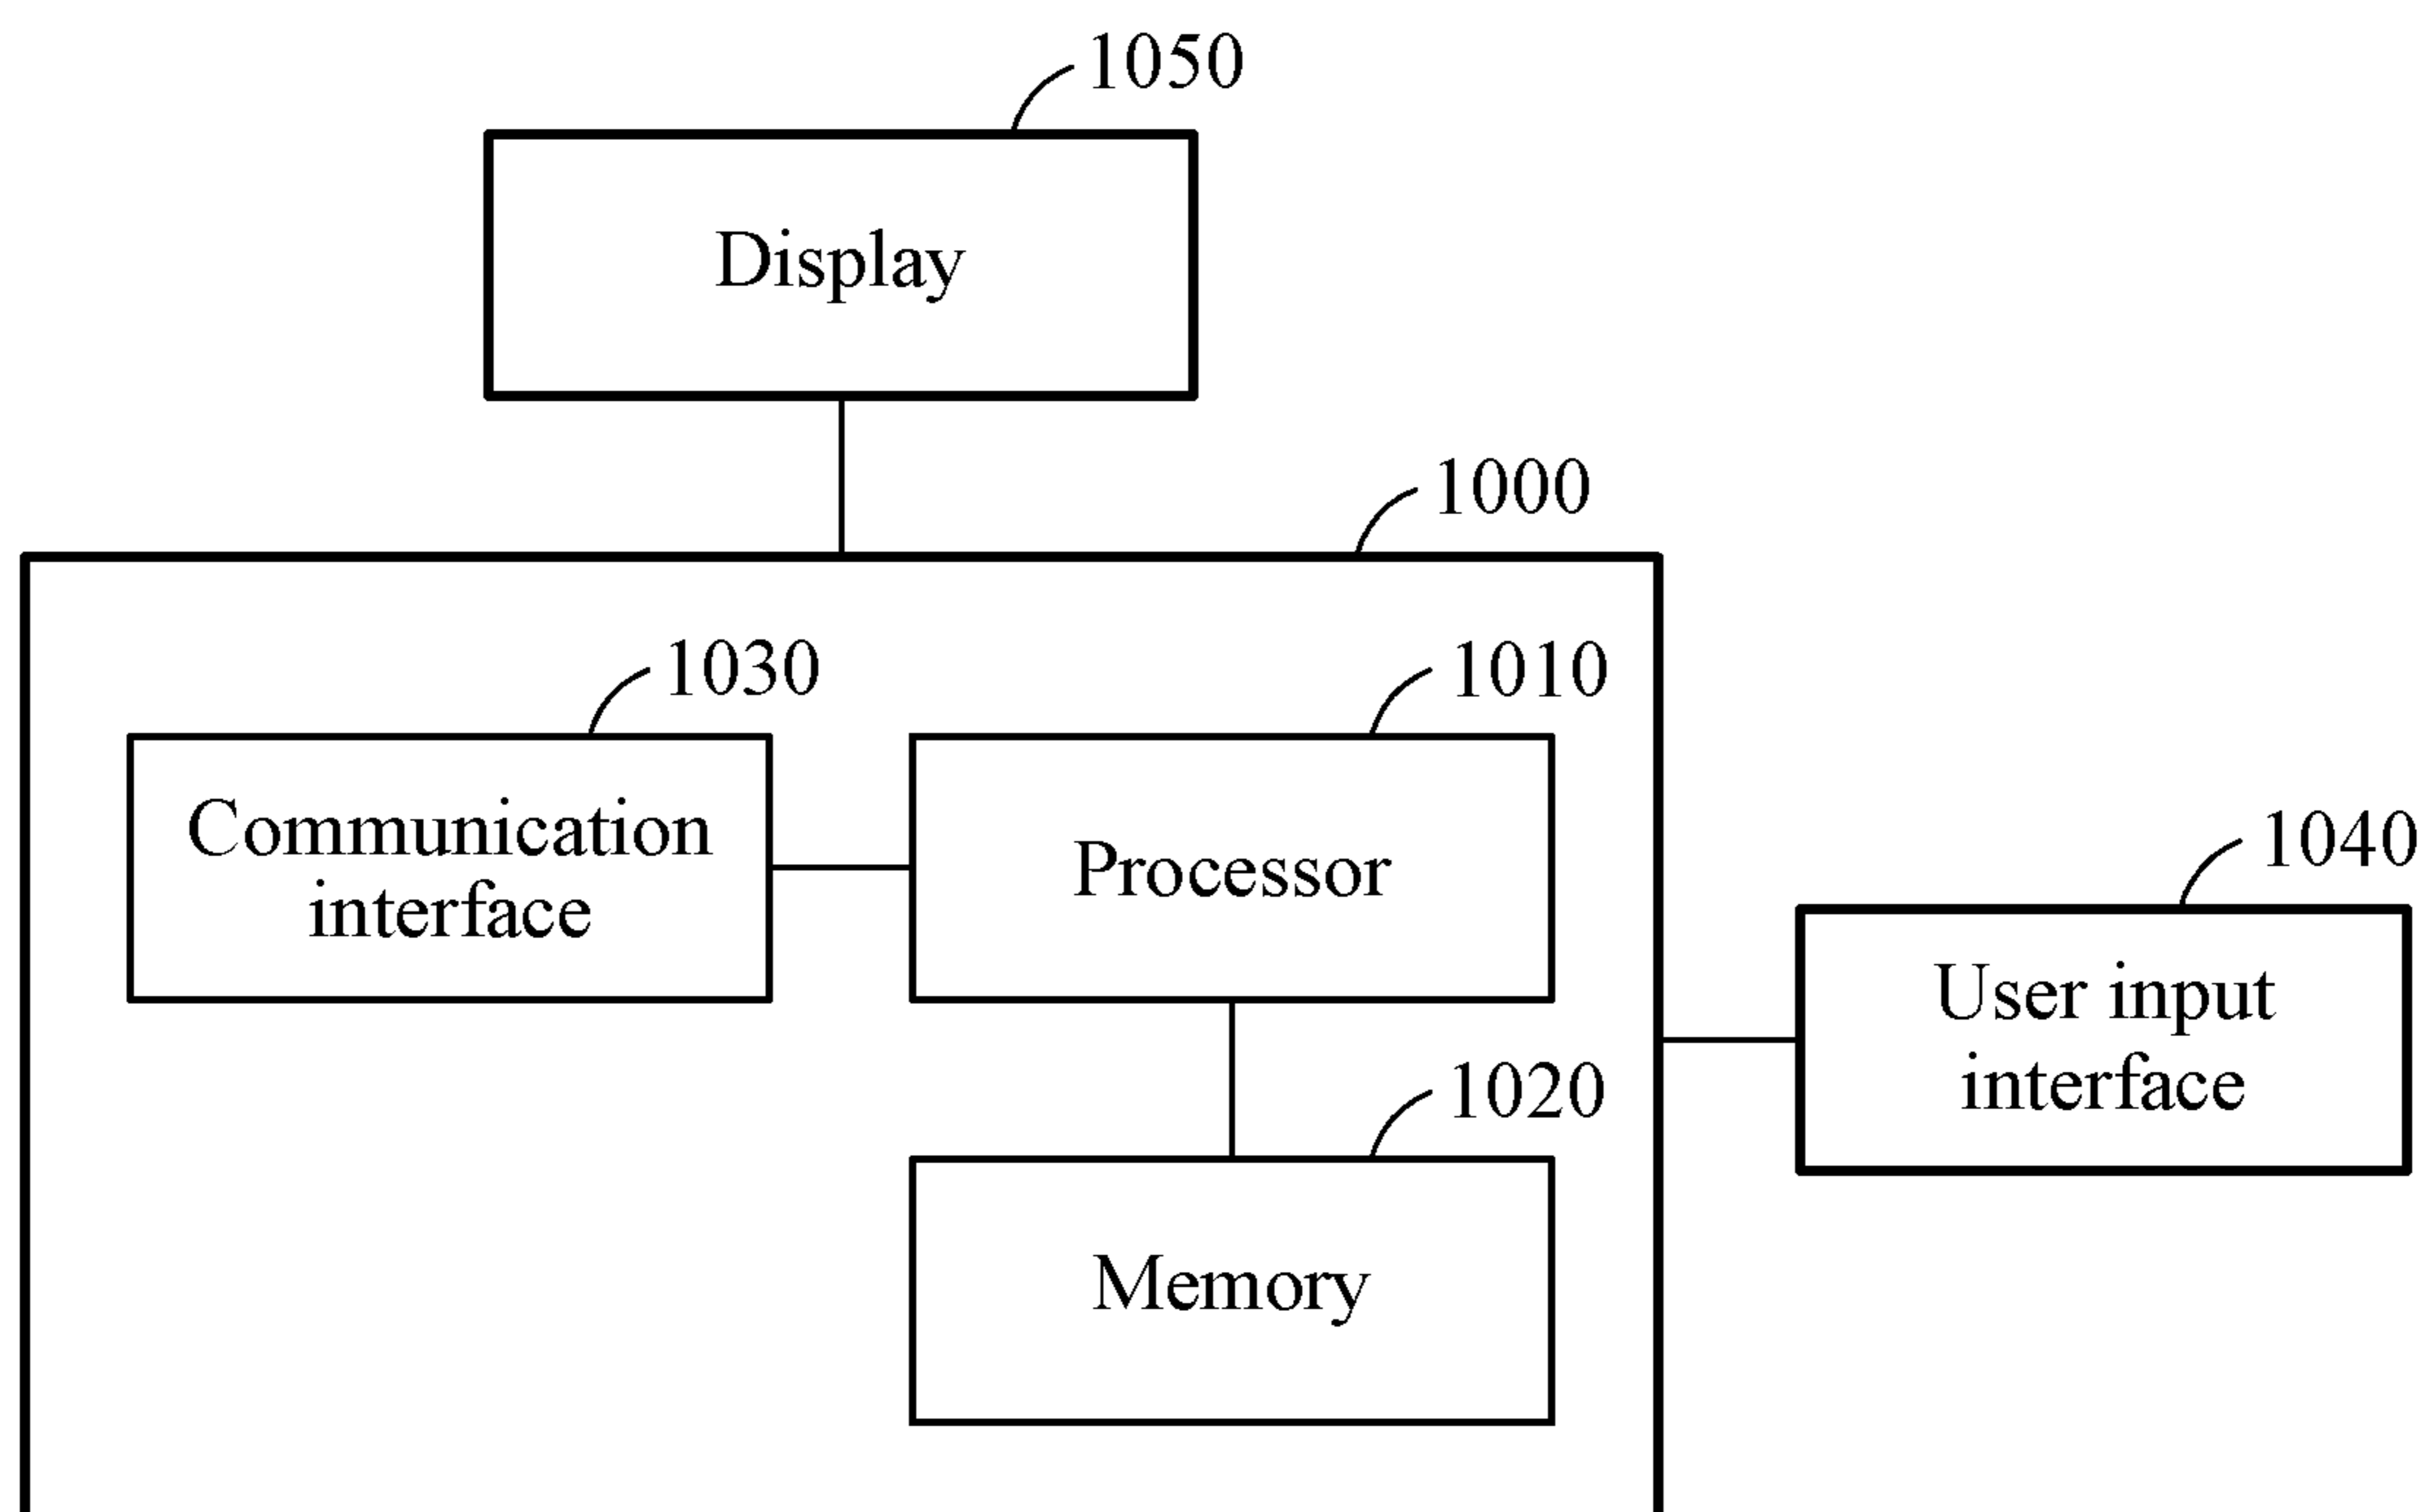 1050
Display
1000
1030
1010
Communication
interface
Processor
1040
User input
interface
1020
Memory